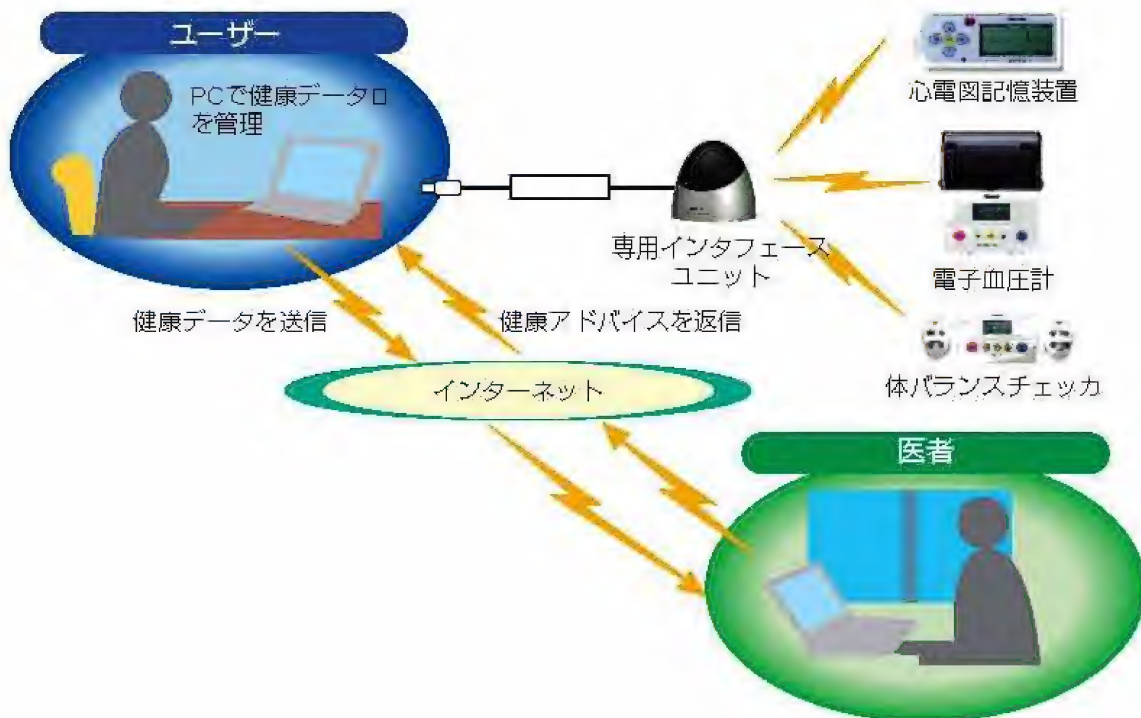 ユーザー
PCで健康データロ
を管理
心電図記憶装置
専用インタフェース
ユニット
電子血圧計
健康データを送信
健康アドバイスを返信
体バランスチェッカ
インターネット
医者